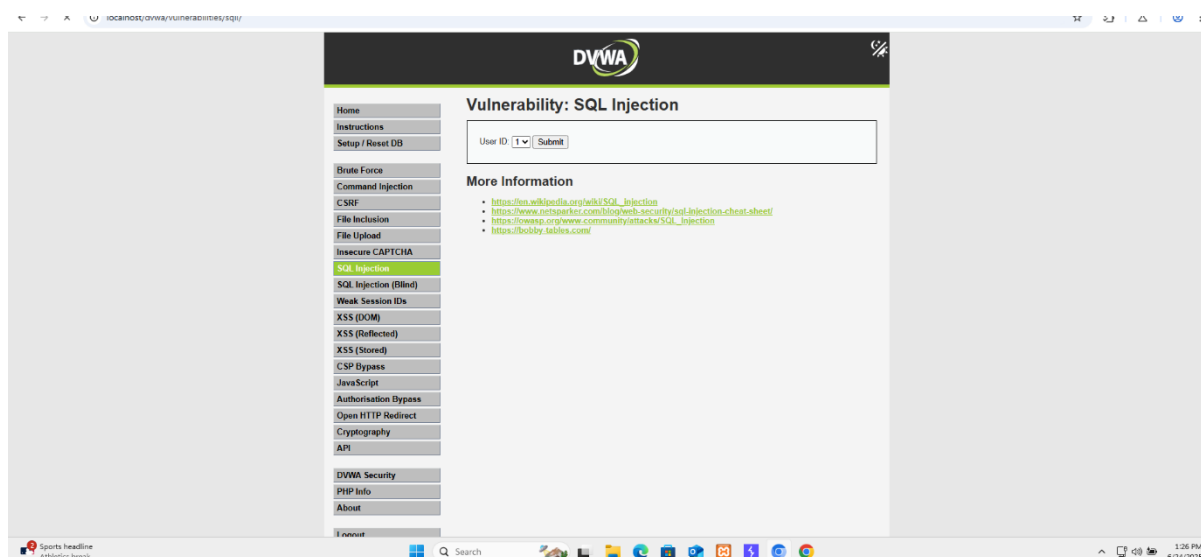 localhost/dvwa/vulnerabilities/sqli/
DVWA
Home
Instructions
Setup / Reset DB
Brute Force
Command Injection
CSRF
File Inclusion
File Upload
Insecure CAPTCHA
SQL Injection
SQL Injection (Blind)
Weak Session IDs
XSS (DOM)
XSS (Reflected)
XSS (Stored)
CSP Bypass
JavaScript
Authorisation Bypass
Open HTTP Redirect
Cryptography
API
DVWA Security
PHP Info
About
Logout
Vulnerability: SQL Injection
User ID: 1 Submit
More Information
https://en.wikipedia.org/wiki/SQL_injection
https://www.netsparker.com/blog/web-security/sql-injection-cheat-sheet/
https://owasp.org/www-community/attacks/SQL_Injection
https://bobby-tables.com/
2
Sports headline
Athletics break
Search
1:26 PM